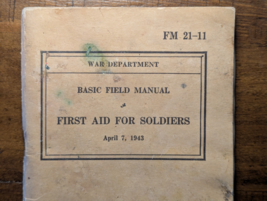 FM 21-11
WAR DEPARTMENT
BASIC FIELD MANUAL
FIRST AID FOR SOLDIERS
April 7, 1943